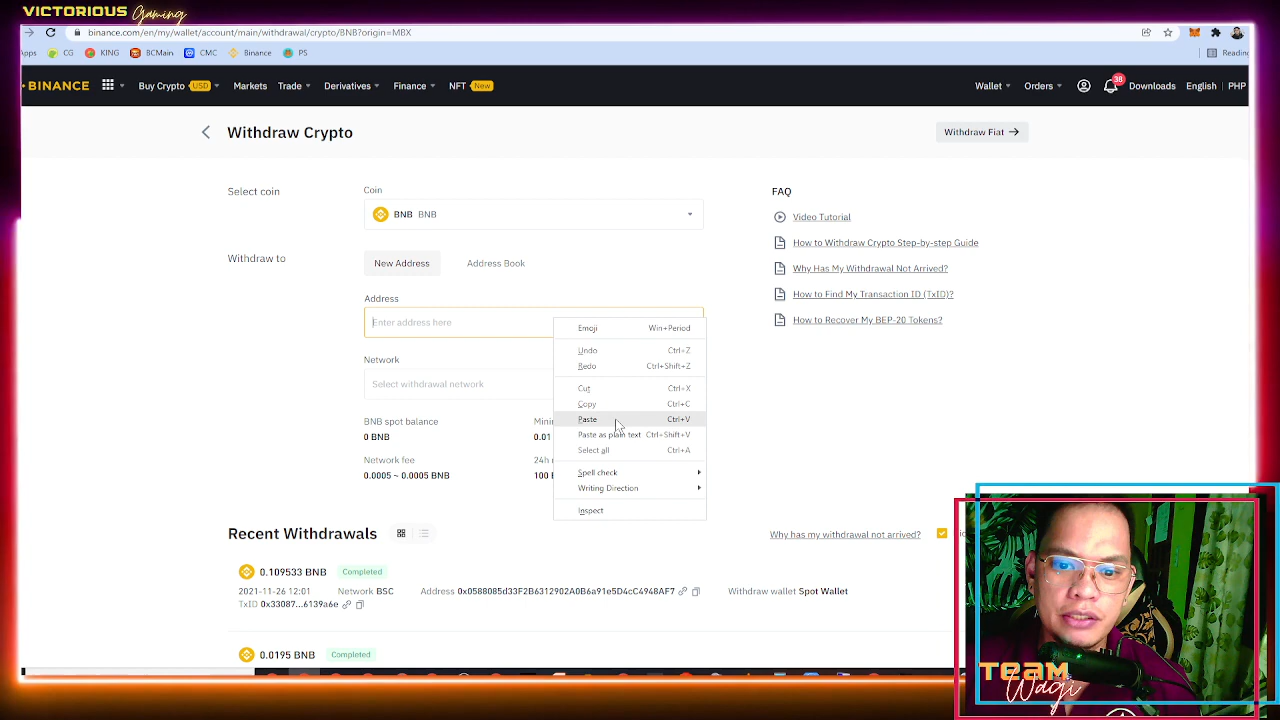 VICTORIOUS Gaming
binance.com/en/my/wallet/account/main/withdrawal/crypto/BNB?origin=MBX
Apps CG KING BCMain CMC Binance PS Reading
BINANCE Buy Crypto USD Markets Trade Derivatives Finance NFT New Wallet Orders 38 Downloads English PHP
Withdraw Crypto
Withdraw Fiat
Select coin
Coin
BNB BNB
Withdraw to
New Address Address Book
Address
Enter address here
Network
Select withdrawal network
BNB spot balance
0 BNB
0.01
Network fee
24h
0.0005 ~ 0.0005 BNB
100
Emoji Win+Period
Undo Ctrl+Z
Redo Ctrl+Shift+Z
Cut Ctrl+X
Copy Ctrl+C
Paste Ctrl+V
Paste as plain text Ctrl+Shift+V
Select all Ctrl+A
Spell check
Writing Direction
Inspect
FAQ
Video Tutorial
How to Withdraw Crypto Step-by-step Guide
Why Has My Withdrawal Not Arrived?
How to Find My Transaction ID (TxID)?
How to Recover My BEP-20 Tokens?
Recent Withdrawals
Why has my withdrawal not arrived?
0.109533 BNB Completed
2021-11-26 12:01 Network BSC Address 0x0588085d33F2B6312902A0B6a91e5D4cC4948AF7 Withdraw wallet Spot Wallet
TxID 0x33087...6139a6e
0.0195 BNB Completed
TEAM
Wagi